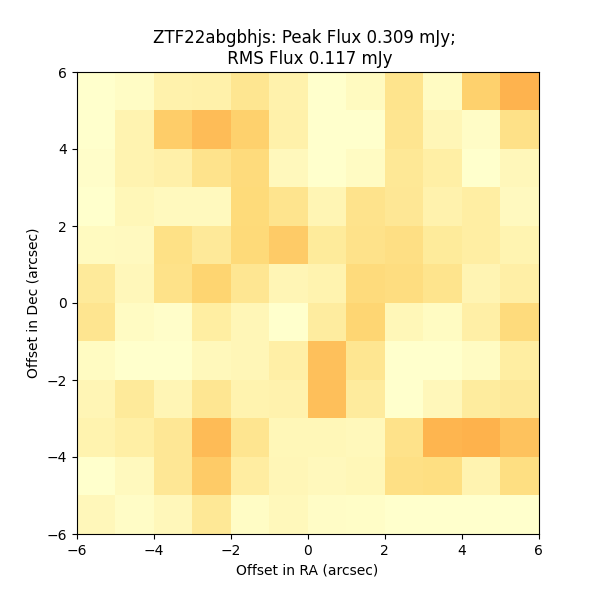 ZTF22abgbhjs: Peak Flux 0.309 mJy;
RMS Flux 0.117 mJy
6
4
2
0
−2
−4
−6
Offset in Dec (arcsec)
−6 −4 −2 0 2 4 6
Offset in RA (arcsec)